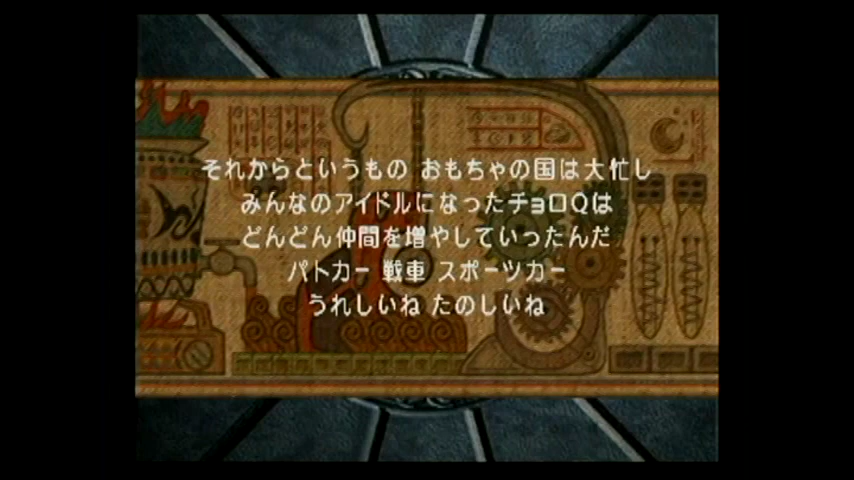 それからというもの おもちゃの国は大忙し
みんなのアイドルになったチョロQは
どんどん仲間を増やしていったんだ
パトカー 戦車 スポーツカー
うれしいね たのしいね